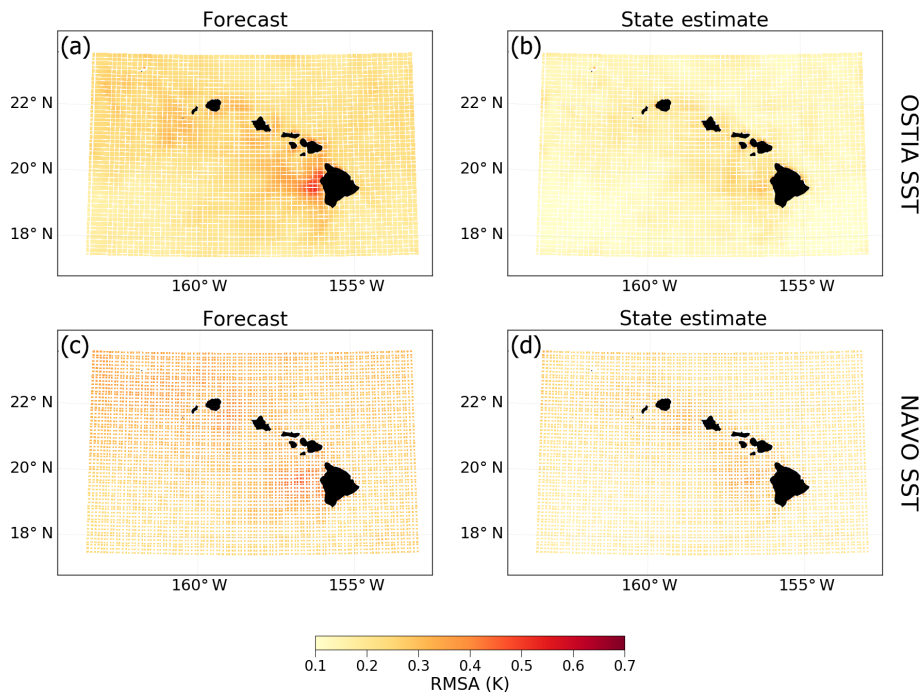 Forecast
State estimate
(a)
(b)
22° N
20° N
18° N
22° N
20° N
18° N
160° W
155° W
160° W
155° W
OSTIA SST
Forecast
State estimate
(c)
(d)
22° N
20° N
18° N
22° N
20° N
18° N
160° W
155° W
160° W
155° W
NAVO SST
0.1 0.2 0.3 0.4 0.5 0.6 0.7
RMSA (K)